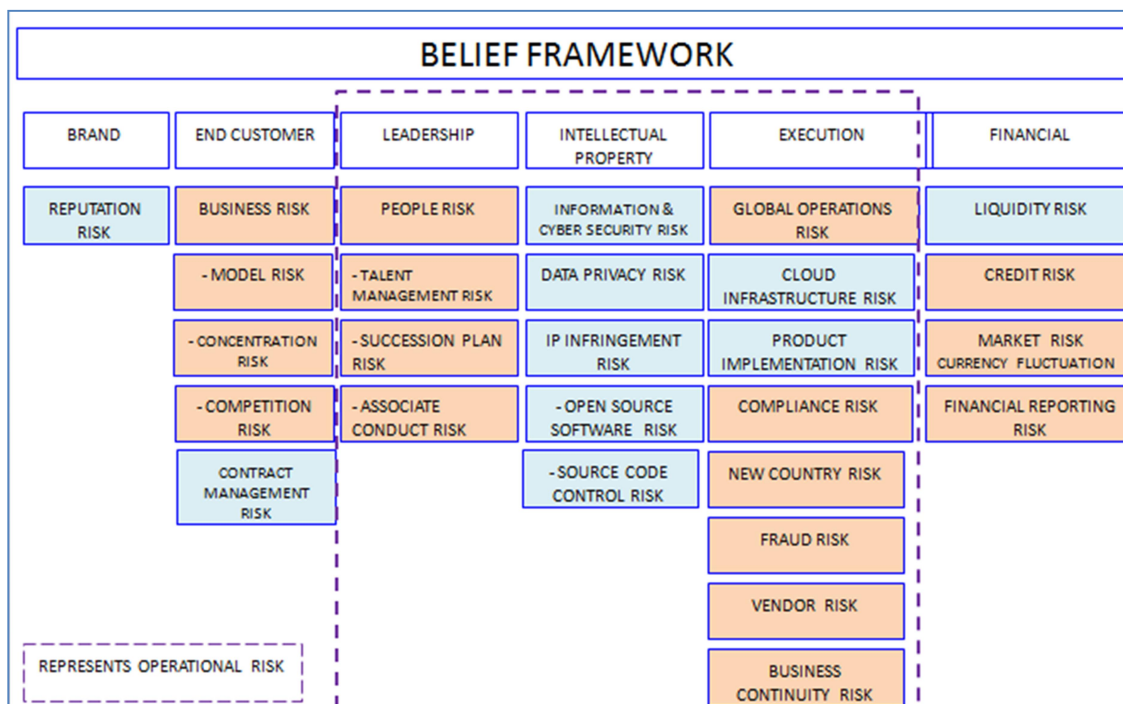 BELIEF FRAMEWORK
BRAND
END CUSTOMER
LEADERSHIP
INTELLECTUAL
PROPERTY
EXECUTION
FINANCIAL
REPUTATION
RISK
BUSINESS RISK
PEOPLE RISK
INFORMATION &
CYBER SECURITY RISK
GLOBAL OPERATIONS
RISK
LIQUIDITY RISK
- MODEL RISK
- TALENT
MANAGEMENT RISK
DATA PRIVACY RISK
CLOUD
INFRASTRUCTURE RISK
CREDIT RISK
- CONCENTRATION
RISK
- SUCCESSION PLAN
RISK
IP INFRINGEMENT
RISK
PRODUCT
IMPLEMENTATION RISK
MARKET RISK
CURRENCY FLUCTUATION
- COMPETITION
RISK
- ASSOCIATE
CONDUCT RISK
- OPEN SOURCE
SOFTWARE RISK
COMPLIANCE RISK
FINANCIAL REPORTING
RISK
CONTRACT
MANAGEMENT
RISK
- SOURCE CODE
CONTROL RISK
NEW COUNTRY RISK
FRAUD RISK
VENDOR RISK
BUSINESS
CONTINUITY RISK
REPRESENTS OPERATIONAL RISK